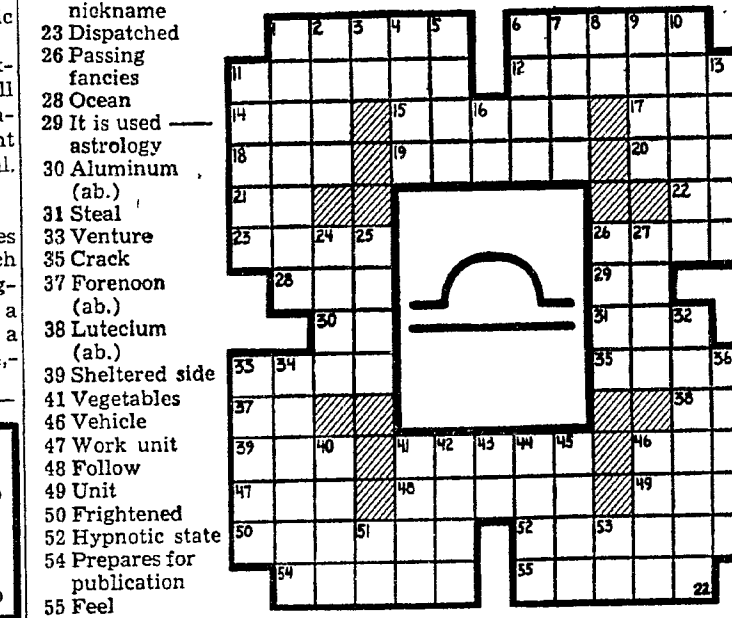 nickname
23 Dispatched
26 Passing
fancies
28 Ocean
29 It is used ——
astrology
30 Aluminum
(ab.)
31 Steal
33 Venture
35 Crack
37 Forenoon
(ab.)
38 Lutecium
(ab.)
39 Sheltered side
41 Vegetables
46 Vehicle
47 Work unit
48 Follow
49 Unit
50 Frightened
52 Hypnotic state
54 Prepares for
publication
55 Feel
1 2 3 4 5 6 7 8 9 10
11 12 13
14 15 16 17
18 19 20
21 22
23 24 25 26 27
28 29
30 31 32
33 34 35 36
37 38
39 40 41 42 43 44 45 46
47 48 49
50 51 52 53
54 55 22